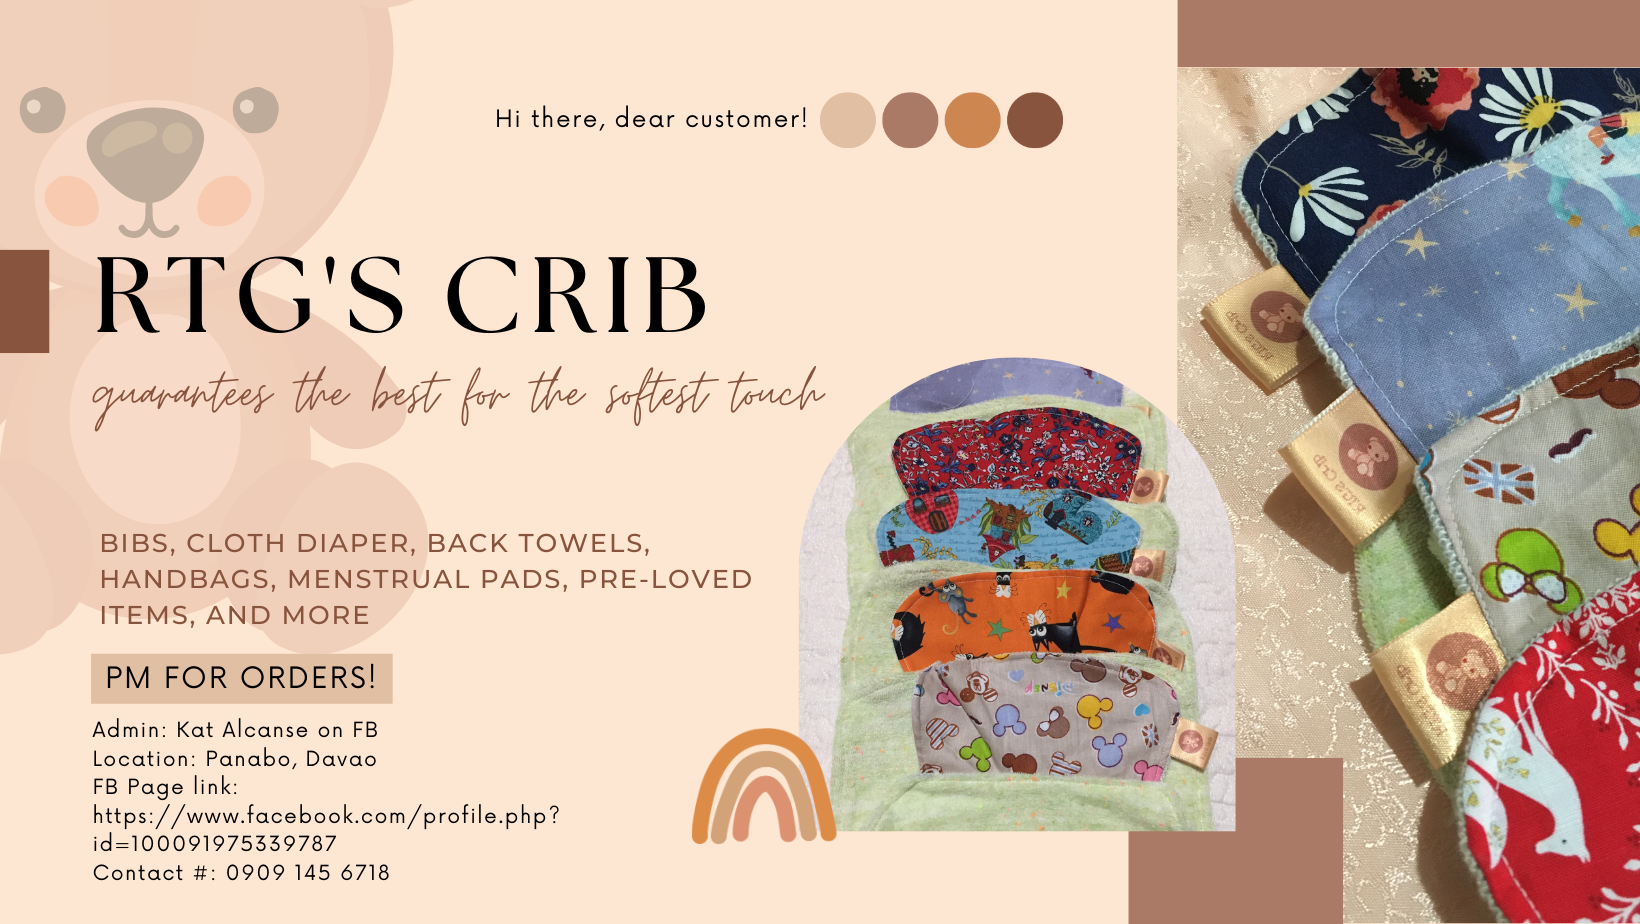 Hi there, dear customer!
RTG'S CRIB
guarantees the best for the softest touch
BIBS, CLOTH DIAPER, BACK TOWELS,
HANDBAGS, MENSTRUAL PADS, PRE-LOVED
ITEMS, AND MORE
PM FOR ORDERS!
Admin: Kat Alcanse on FB
Location: Panabo, Davao
FB Page link:
https://www.facebook.com/profile.php?
id=100091975339787
Contact #: 0909 145 6718